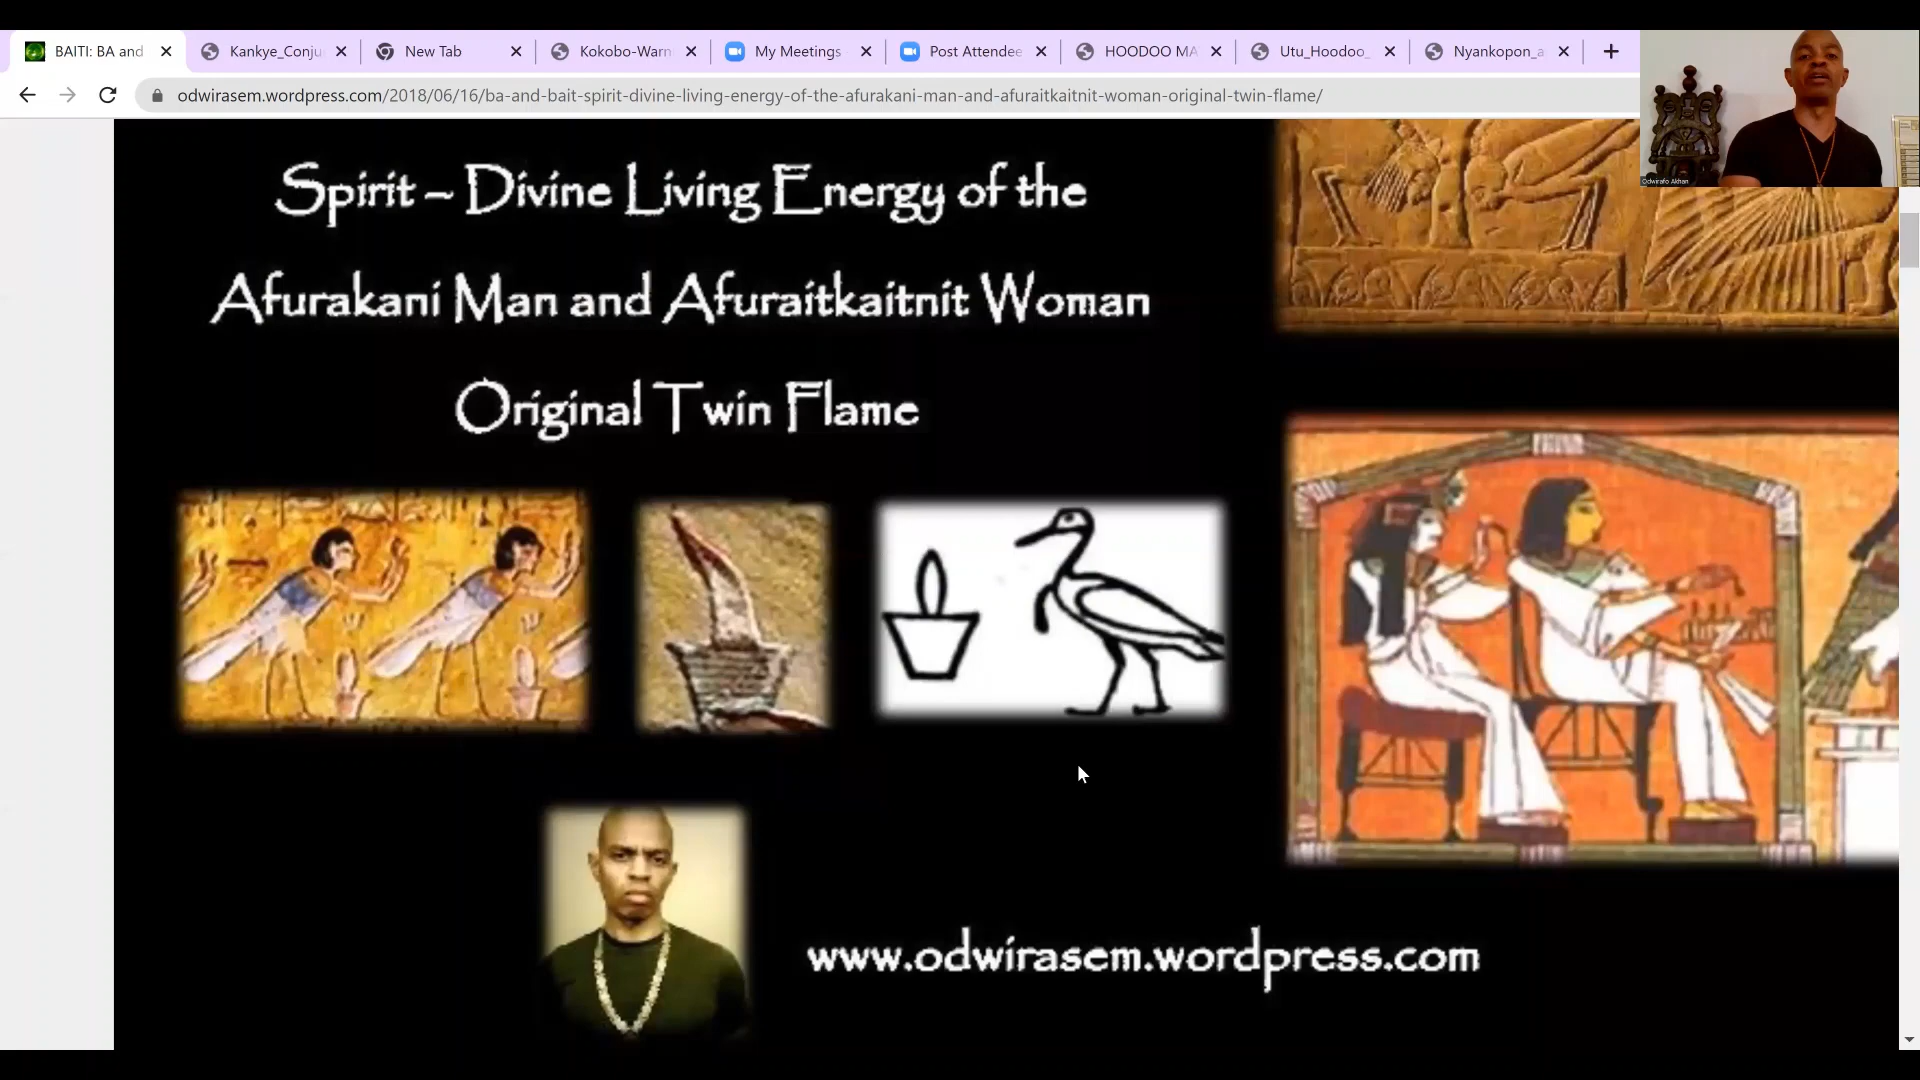 BAITI: BA and
Kankye_Conju
New Tab
Kokobo-Warn
My Meetings
Post Attendee
HOODOO MA
Utu_Hoodoo_
Nyankopon_a
odwirasem.wordpress.com/2018/06/16/ba-and-bait-spirit-divine-living-energy-of-the-afurakani-man-and-afuraitkaitnit-woman-original-twin-flame/
Odwirafo Akhan
Spirit – Divine Living Energy of the
Afurakani Man and Afuraitkaitnit Woman
Original Twin Flame
www.odwirasem.wordpress.com